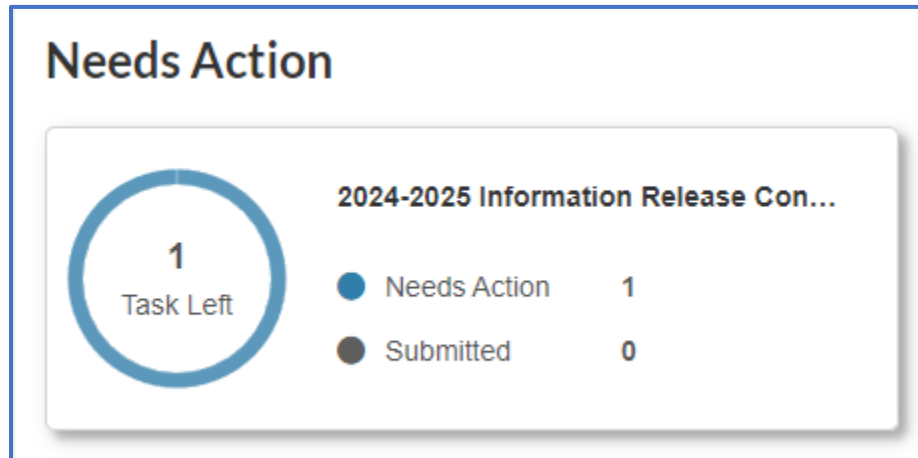 Needs Action
2024-2025 Information Release Con...
1
Task Left
Needs Action 1
Submitted 0